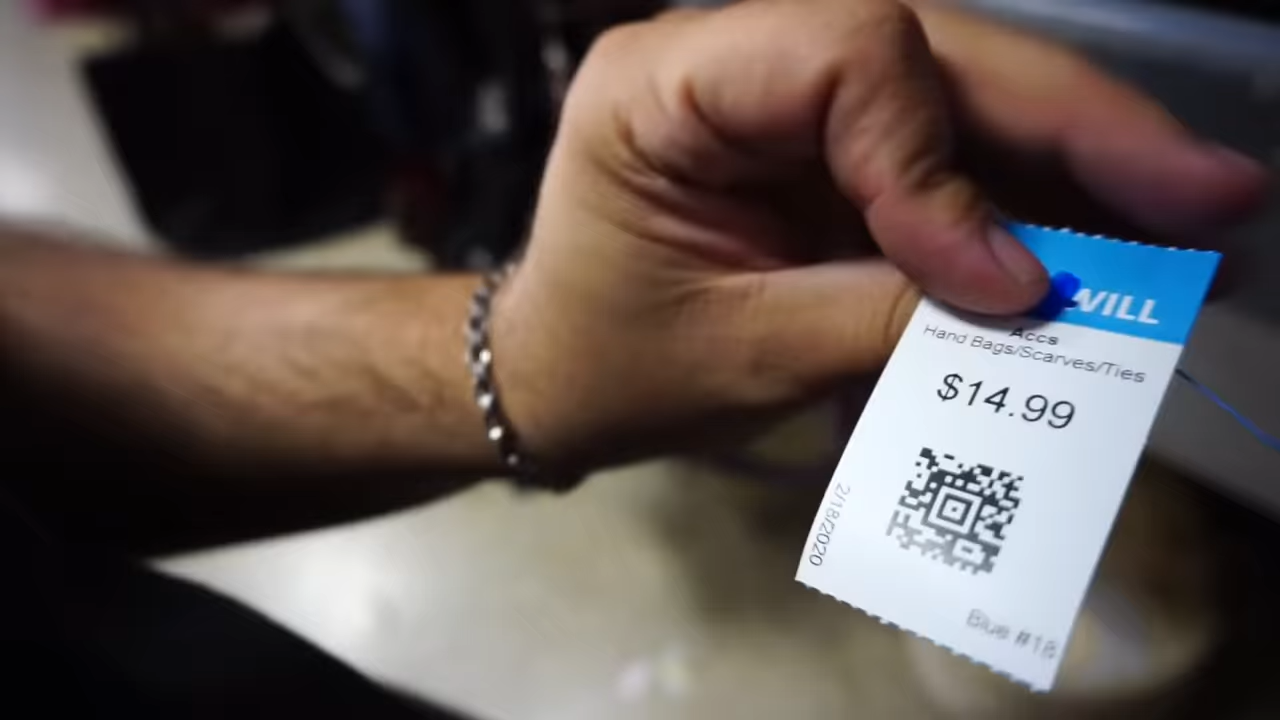 WILL
Accs
Hand Bags/Scarves/Ties
$14.99
2/18/2020
Blue #18